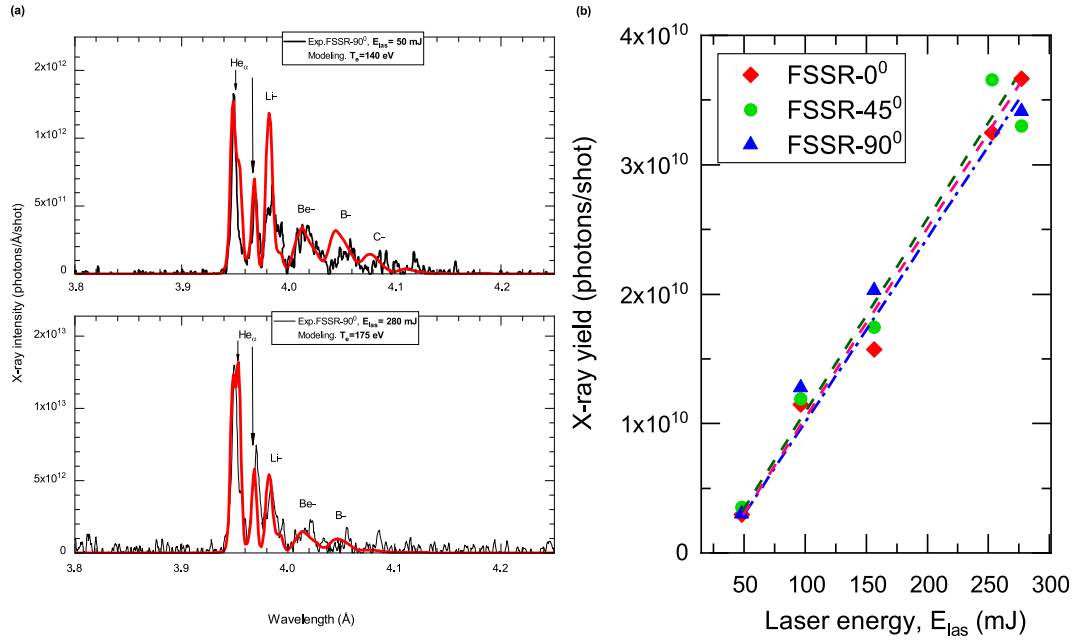 (a)
Exp.FSSR-90⁰, E_las= 50 mJ
Modeling. T_e=140 eV
2x10¹²
1x10¹²
5x10¹¹
0
He_α
Li-
Be-
B-
C-
3.8 3.9 4.0 4.1 4.2
X-ray intensity (photons/Å/shot)
Exp.FSSR-90⁰, E_las= 280 mJ
Modeling. T_e=175 eV
2x10¹³
1x10¹³
5x10¹²
0
He_α
Li-
Be-
B-
3.8 3.9 4.0 4.1 4.2
Wavelength (Å)
(b)
FSSR-0⁰
FSSR-45⁰
FSSR-90⁰
4x10¹⁰
3x10¹⁰
2x10¹⁰
1x10¹⁰
0
X-ray yield (photons/shot)
50 100 150 200 250 300
Laser energy, E_las (mJ)